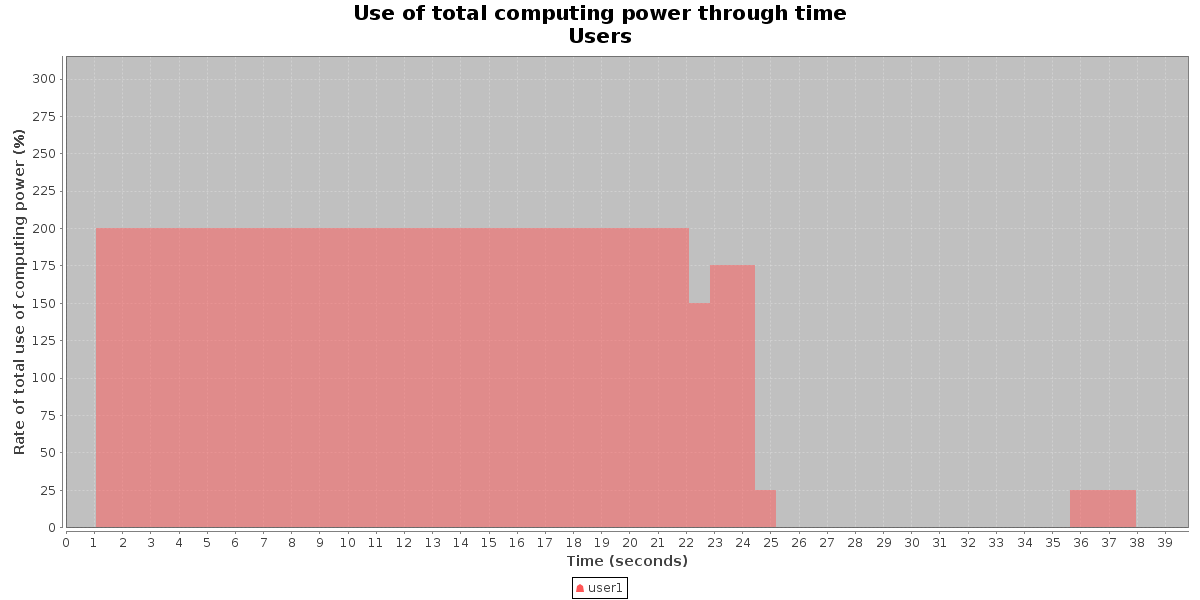 Use of total computing power through time
Users
Rate of total use of computing power (%)
300
275
250
225
200
175
150
125
100
75
50
25
0
0 1 2 3 4 5 6 7 8 9 10 11 12 13 14 15 16 17 18 19 20 21 22 23 24 25 26 27 28 29 30 31 32 33 34 35 36 37 38 39
Time (seconds)
user1